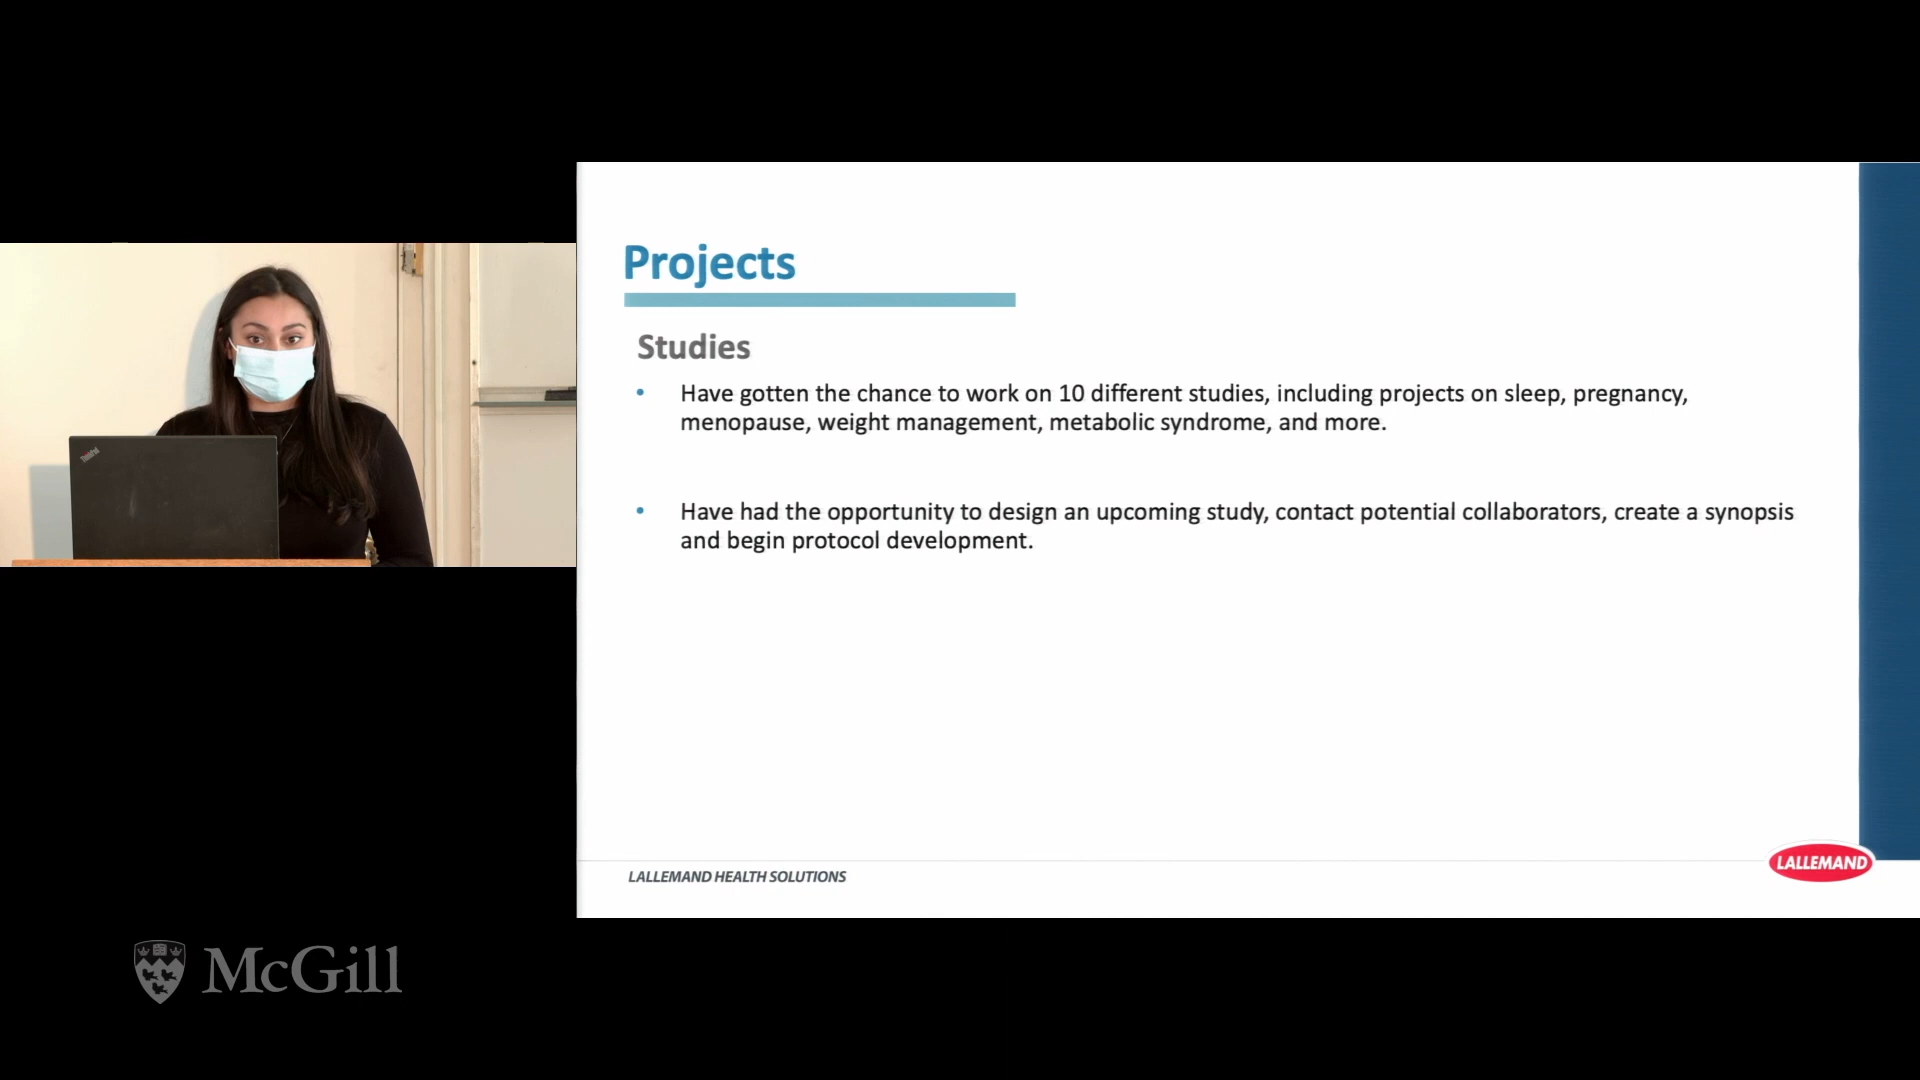 Projects
Studies
• Have gotten the chance to work on 10 different studies, including projects on sleep, pregnancy,
menopause, weight management, metabolic syndrome, and more.
• Have had the opportunity to design an upcoming study, contact potential collaborators, create a synopsis
and begin protocol development.
LALLEMAND HEALTH SOLUTIONS
LALLEMAND
McGill
ThinkPad